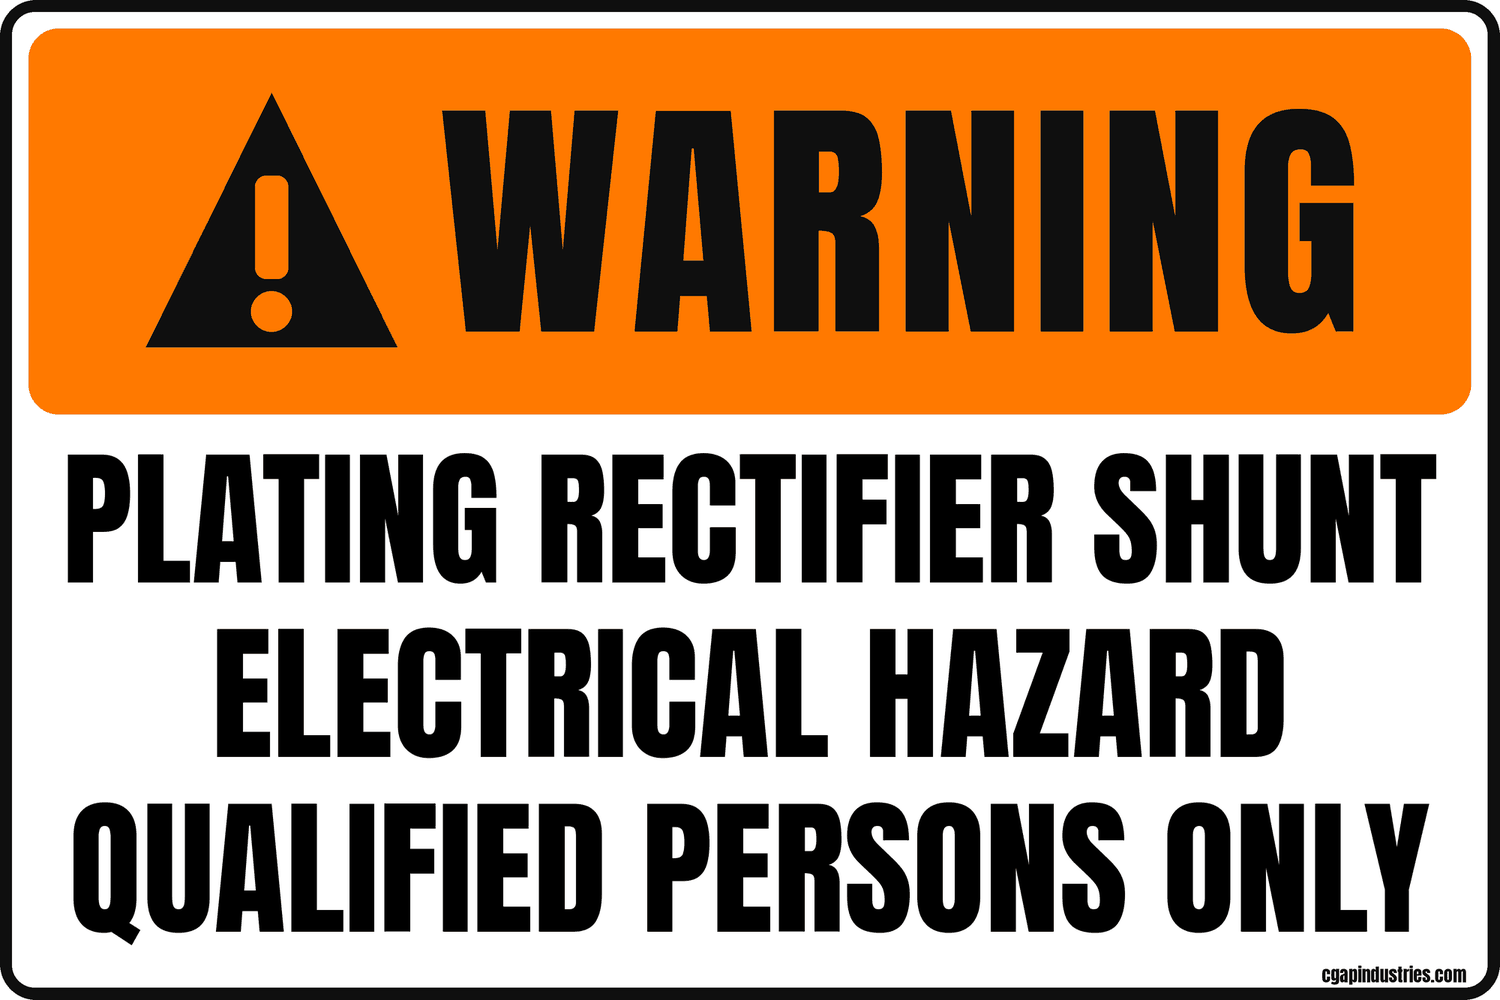 WARNING
PLATING RECTIFIER SHUNT
ELECTRICAL HAZARD
QUALIFIED PERSONS ONLY
cgapindustries.com